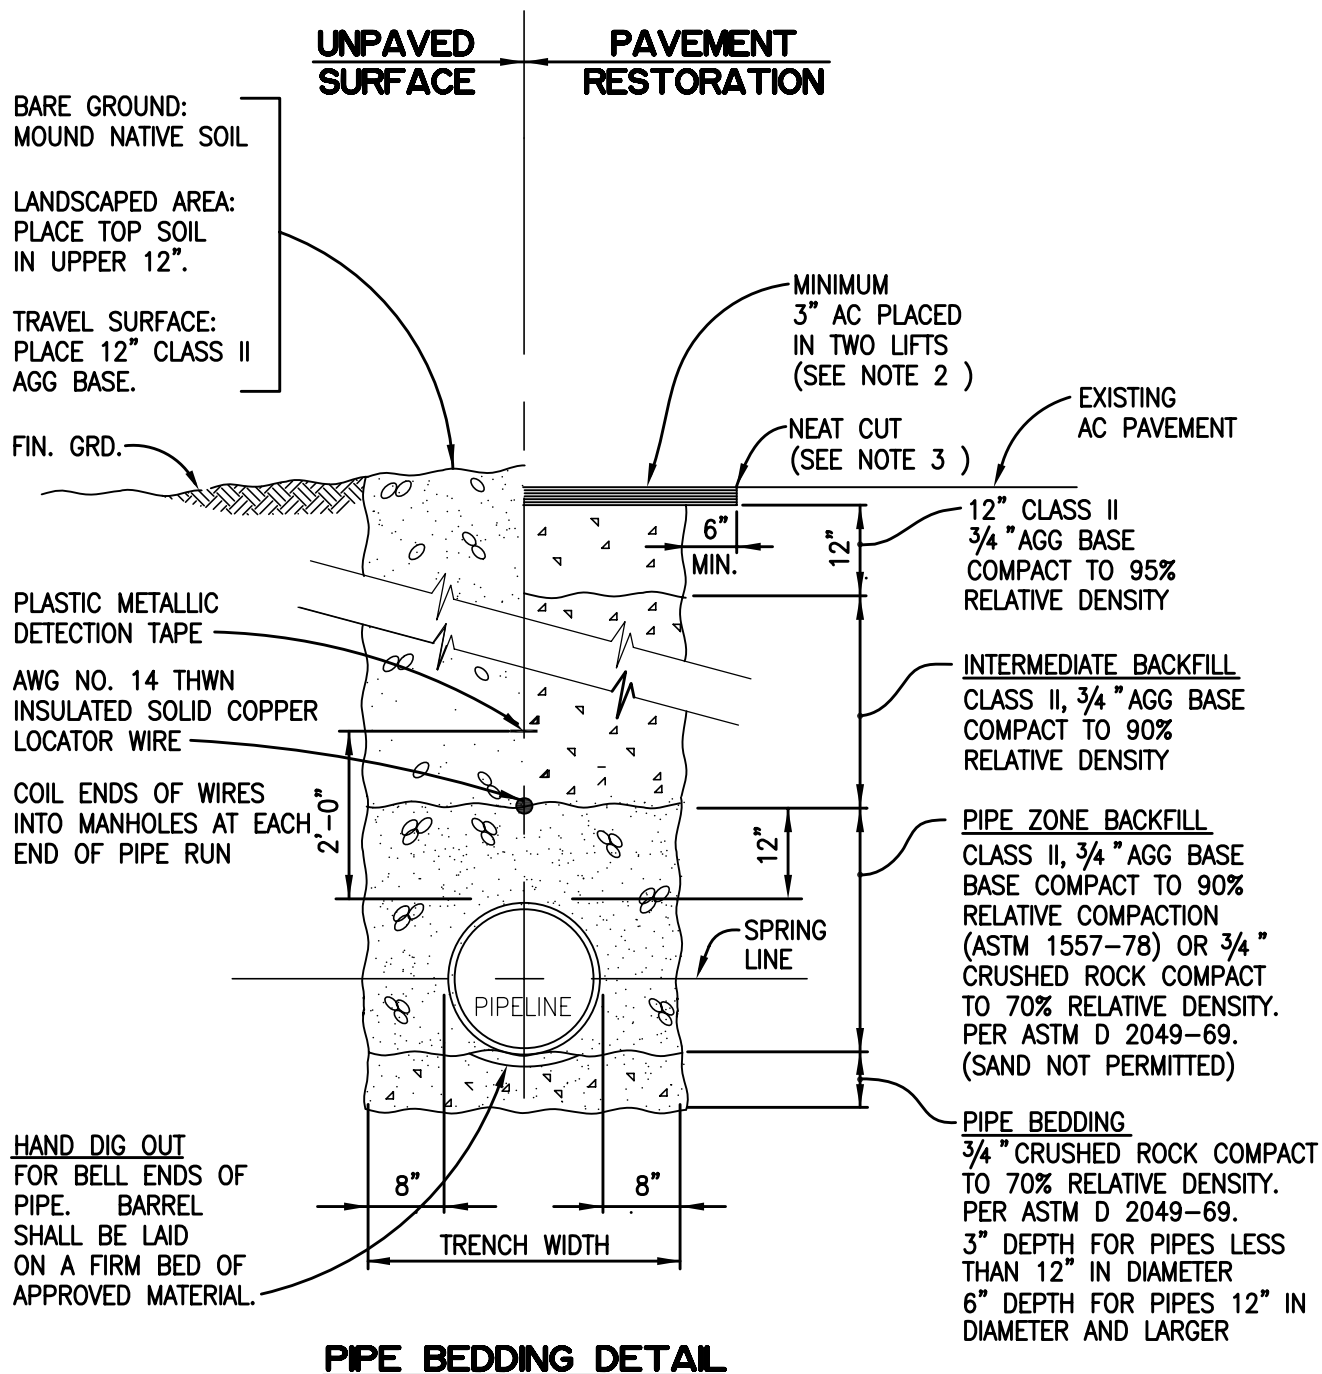 UNPAVED
SURFACE
PAVEMENT
RESTORATION
BARE GROUND:
MOUND NATIVE SOIL
LANDSCAPED AREA:
PLACE TOP SOIL
IN UPPER 12".
TRAVEL SURFACE:
PLACE 12" CLASS II
AGG BASE.
FIN. GRD.
MINIMUM
3" AC PLACED
IN TWO LIFTS
(SEE NOTE 2 )
NEAT CUT
(SEE NOTE 3 )
EXISTING
AC PAVEMENT
6"
MIN.
12"
12" CLASS II
3/4 "AGG BASE
COMPACT TO 95%
RELATIVE DENSITY
PLASTIC METALLIC
DETECTION TAPE
AWG NO. 14 THWN
INSULATED SOLID COPPER
LOCATOR WIRE
COIL ENDS OF WIRES
INTO MANHOLES AT EACH
END OF PIPE RUN
2'-0"
12"
INTERMEDIATE BACKFILL
CLASS II, 3/4 "AGG BASE
COMPACT TO 90%
RELATIVE DENSITY
PIPE ZONE BACKFILL
CLASS II, 3/4 "AGG BASE
BASE COMPACT TO 90%
RELATIVE COMPACTION
(ASTM 1557-78) OR 3/4 "
CRUSHED ROCK COMPACT
TO 70% RELATIVE DENSITY.
PER ASTM D 2049-69.
(SAND NOT PERMITTED)
SPRING
LINE
PIPELINE
PIPE BEDDING
3/4 "CRUSHED ROCK COMPACT
TO 70% RELATIVE DENSITY.
PER ASTM D 2049-69.
3" DEPTH FOR PIPES LESS
THAN 12" IN DIAMETER
6" DEPTH FOR PIPES 12" IN
DIAMETER AND LARGER
HAND DIG OUT
FOR BELL ENDS OF
PIPE. BARREL
SHALL BE LAID
ON A FIRM BED OF
APPROVED MATERIAL.
8"
8"
TRENCH WIDTH
PIPE BEDDING DETAIL